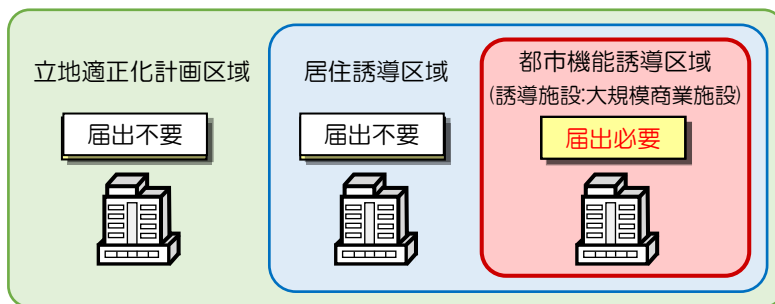 立地適正化計画区域
届出不要
居住誘導区域
届出不要
都市機能誘導区域
(誘導施設:大規模商業施設)
届出必要